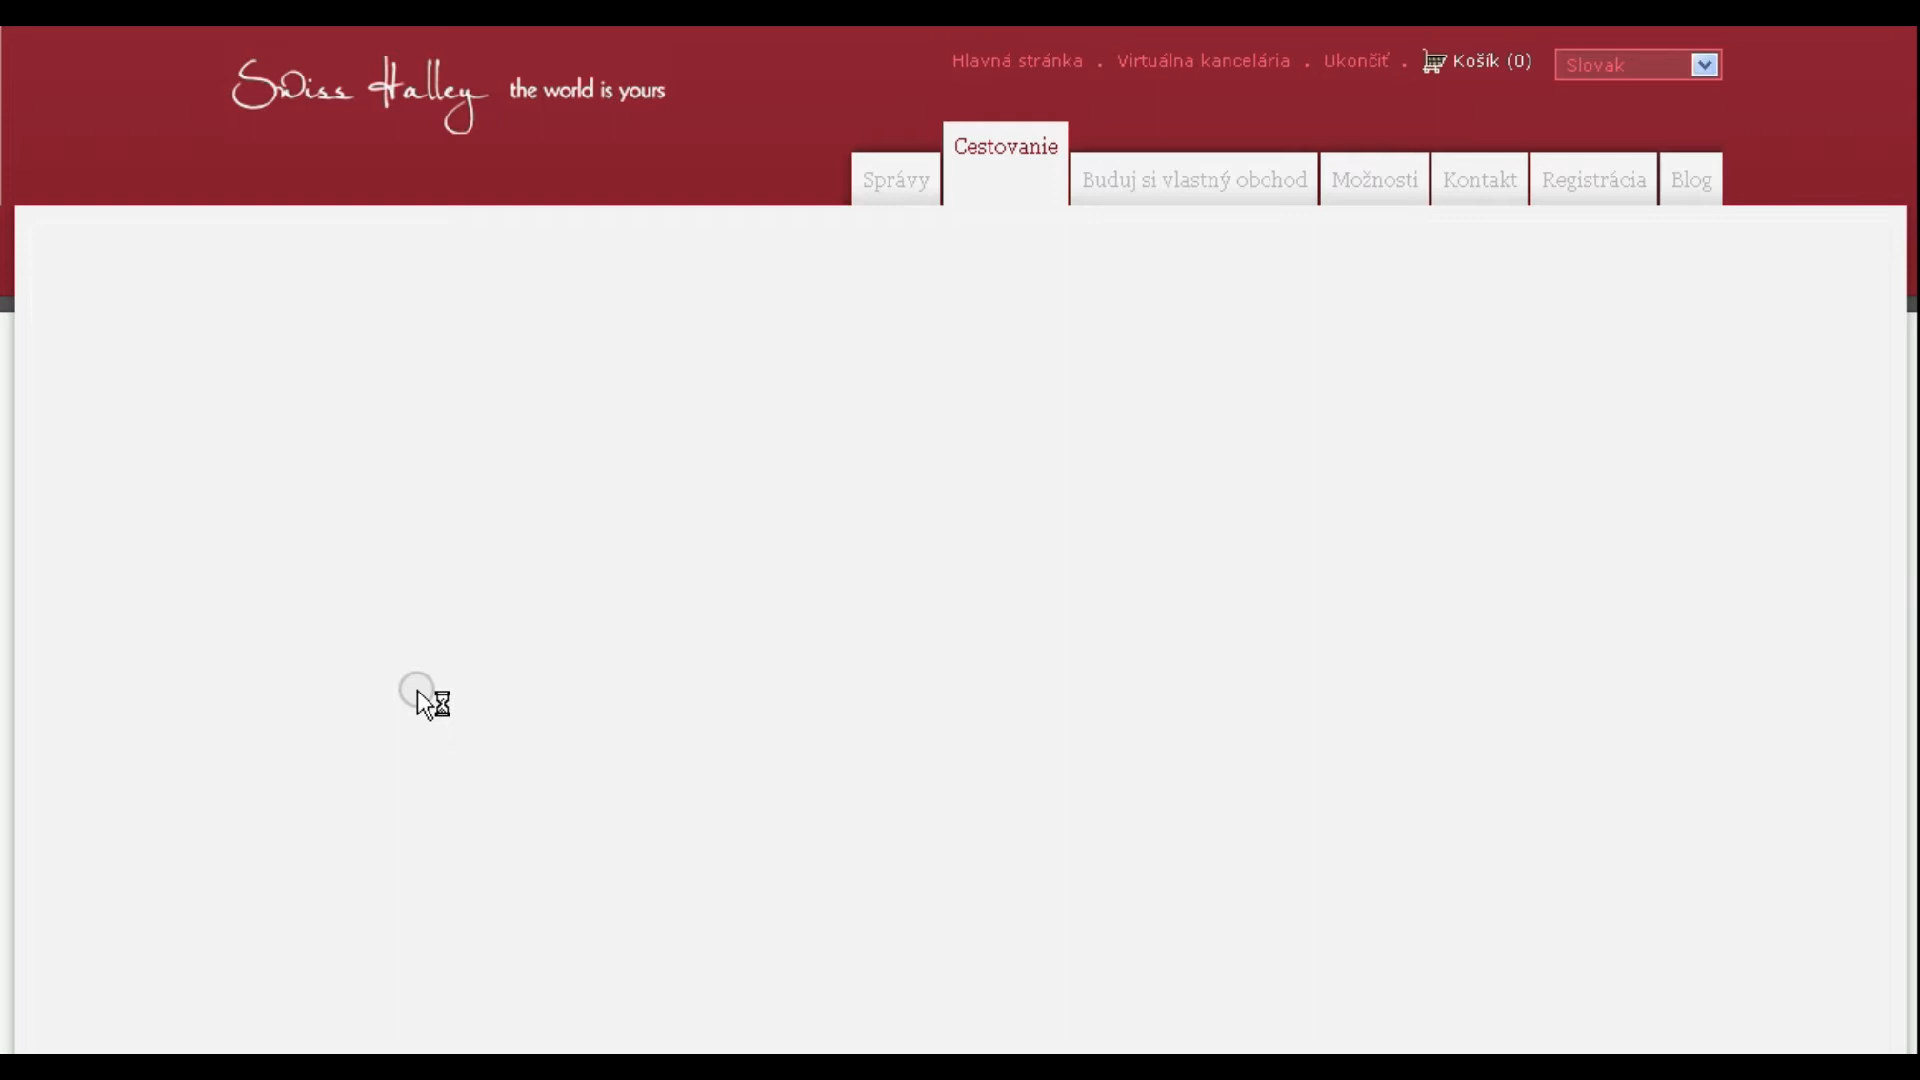 Swiss Halley the world is yours
Hlavná stránka . Virtuálna kancelária . Ukončiť . Košík (0) Slovak
Správy Cestovanie Buduj si vlastný obchod Možnosti Kontakt Registrácia Blog